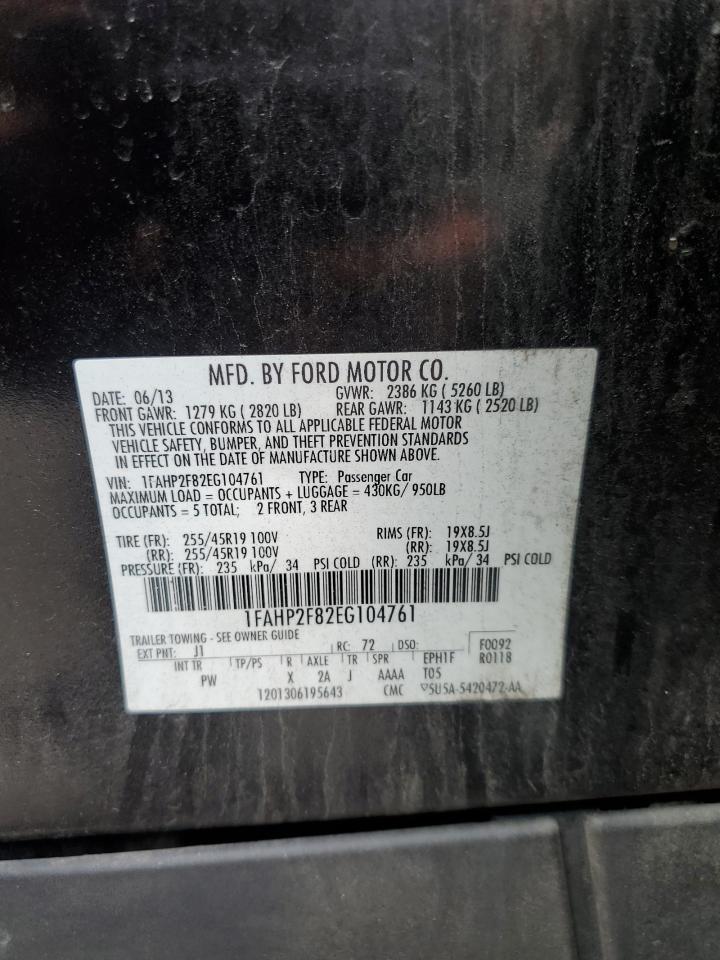 MFD. BY FORD MOTOR CO.
DATE: 06/13 GVWR: 2386 KG ( 5260 LB)
FRONT GAWR: 1279 KG ( 2820 LB) REAR GAWR: 1143 KG ( 2520 LB)
THIS VEHICLE CONFORMS TO ALL APPLICABLE FEDERAL MOTOR
VEHICLE SAFETY, BUMPER, AND THEFT PREVENTION STANDARDS
IN EFFECT ON THE DATE OF MANUFACTURE SHOWN ABOVE.
VIN: 1FAHP2F82EG104761 TYPE: Passenger Car
MAXIMUM LOAD = OCCUPANTS + LUGGAGE = 430KG/ 950LB
OCCUPANTS = 5 TOTAL; 2 FRONT, 3 REAR
TIRE (FR): 255/45R19 100V RIMS (FR): 19X8.5J
(RR): 255/45R19 100V (RR): 19X8.5J
PRESSURE (FR): 235 kPa/ 34 PSI COLD (RR): 235 kPa/ 34 PSI COLD
1FAHP2F82EG104761
TRAILER TOWING - SEE OWNER GUIDE
EXT PNT: J1 RC: 72 DSO: F0092
INT TR TP/PS R AXLE TR SPR EPH1F R0118
PW X 2A J AAAA T05
1201306195643 CMC ▽5U5A-5420472-AA